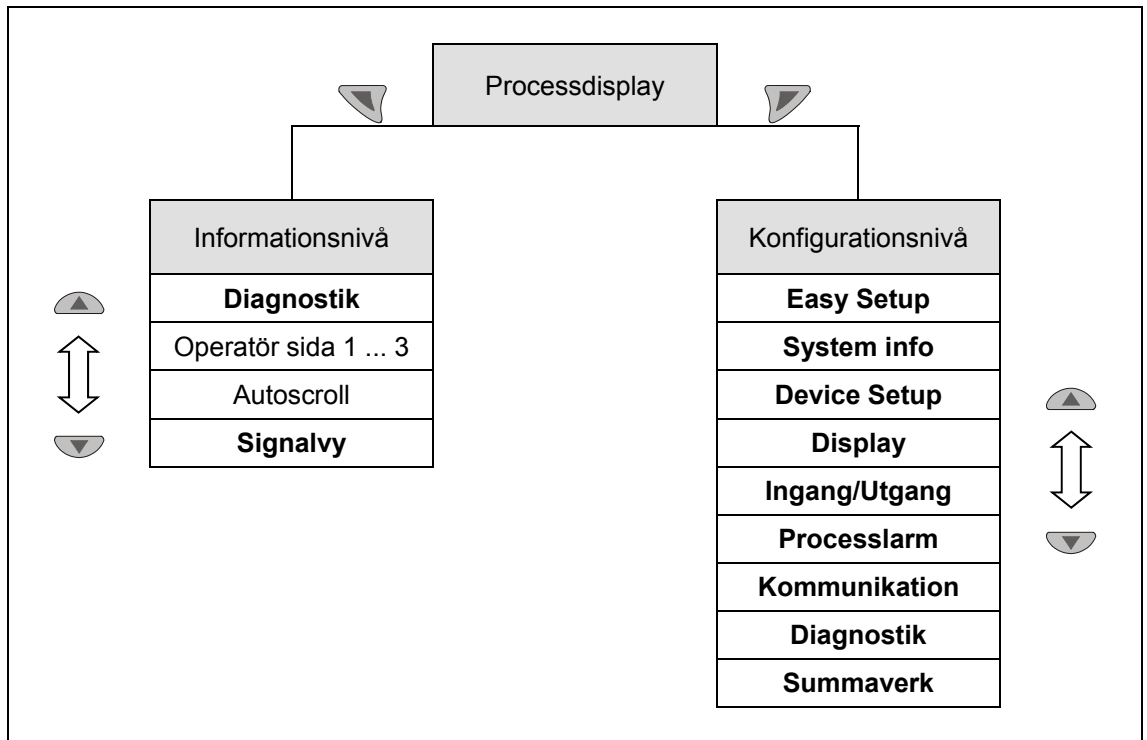 Processdisplay
Informationsnivå
Diagnostik
Operatör sida 1 ... 3
Autoscroll
Signalvy
Konfigurationsnivå
Easy Setup
System info
Device Setup
Display
Ingang/Utgang
Processlarm
Kommunikation
Diagnostik
Summaverk